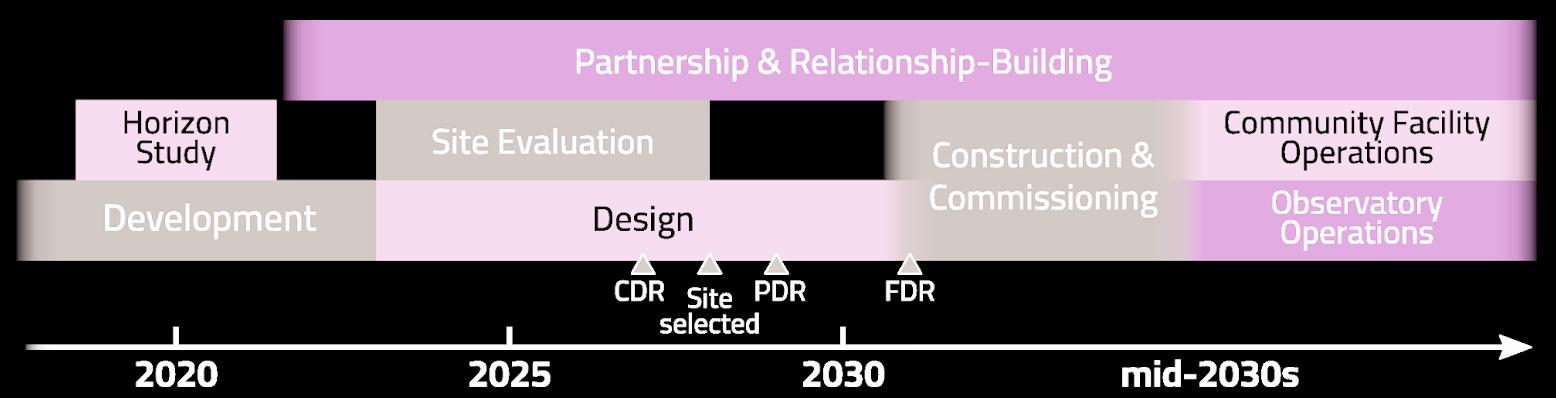 Partnership & Relationship-Building
Horizon
Study
Site Evaluation
Construction &
Commissioning
Community Facility
Operations
Development
Design
Observatory
Operations
CDR
Site
selected
PDR
FDR
2020
2025
2030
mid-2030s